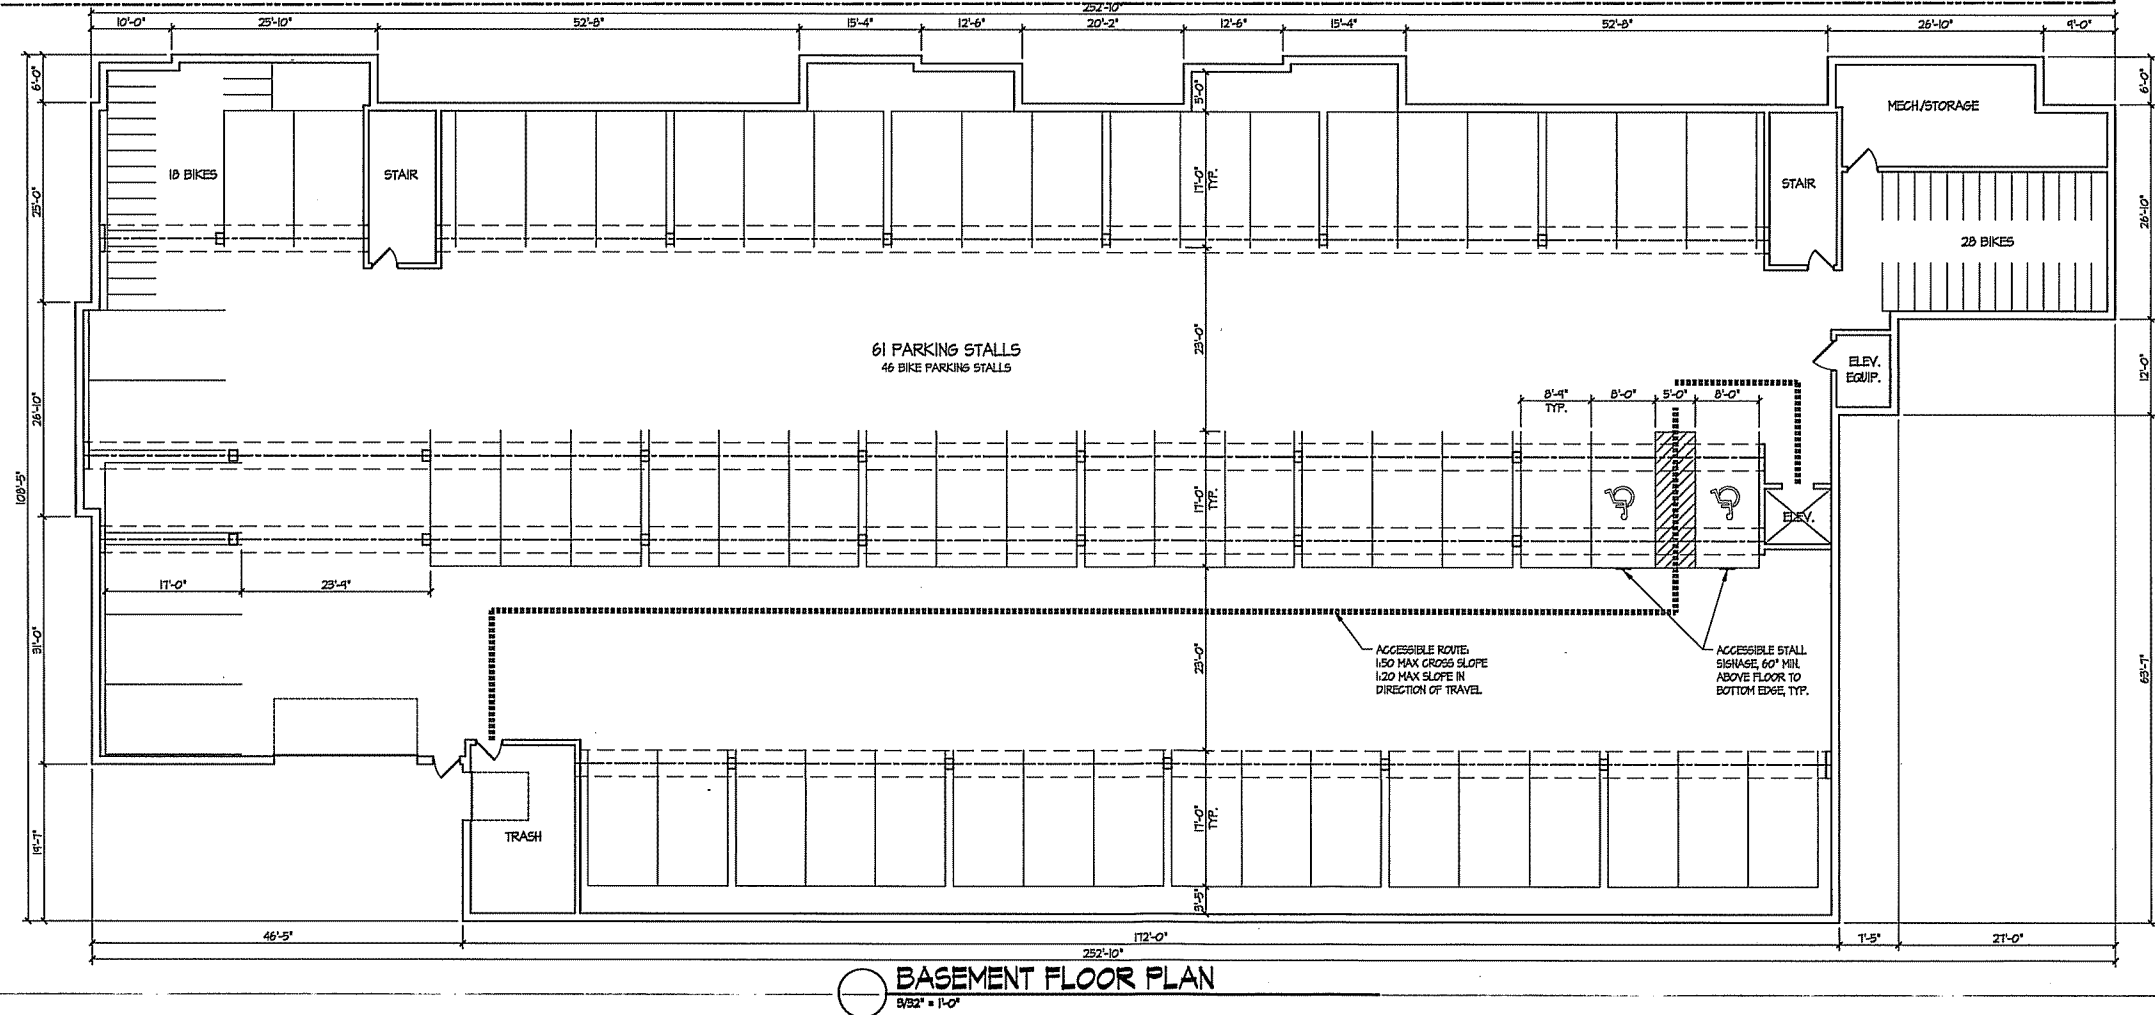 252'-10"
10'-0" 25'-10" 52'-8" 15'-4" 12'-6" 20'-2" 12'-6" 15'-4" 52'-8" 26'-10" 9'-0"
6'-0"
5'-0"
6'-0"
MECH./STORAGE
18 BIKES
STAIR
17'-0"
TYP.
STAIR
25'-0"
26'-10"
28 BIKES
61 PARKING STALLS
46 BIKE PARKING STALLS
23'-0"
ELEV.
EQUIP.
12'-0"
26'-10"
8'-9"
TYP.
8'-0" 5'-0" 8'-0"
108'-5"
17'-0"
TYP.
ELEV.
17'-0" 23'-9"
31'-0"
23'-0"
ACCESSIBLE ROUTE:
1:50 MAX CROSS SLOPE
1:20 MAX SLOPE IN
DIRECTION OF TRAVEL
ACCESSIBLE STALL
SIGNAGE, 60" MIN.
ABOVE FLOOR TO
BOTTOM EDGE, TYP.
63'-7"
19'-7"
TRASH
17'-0"
TYP.
3'-5"
46'-5" 172'-0" 7'-5" 27'-0"
252'-10"
BASEMENT FLOOR PLAN
3/32" = 1'-0"